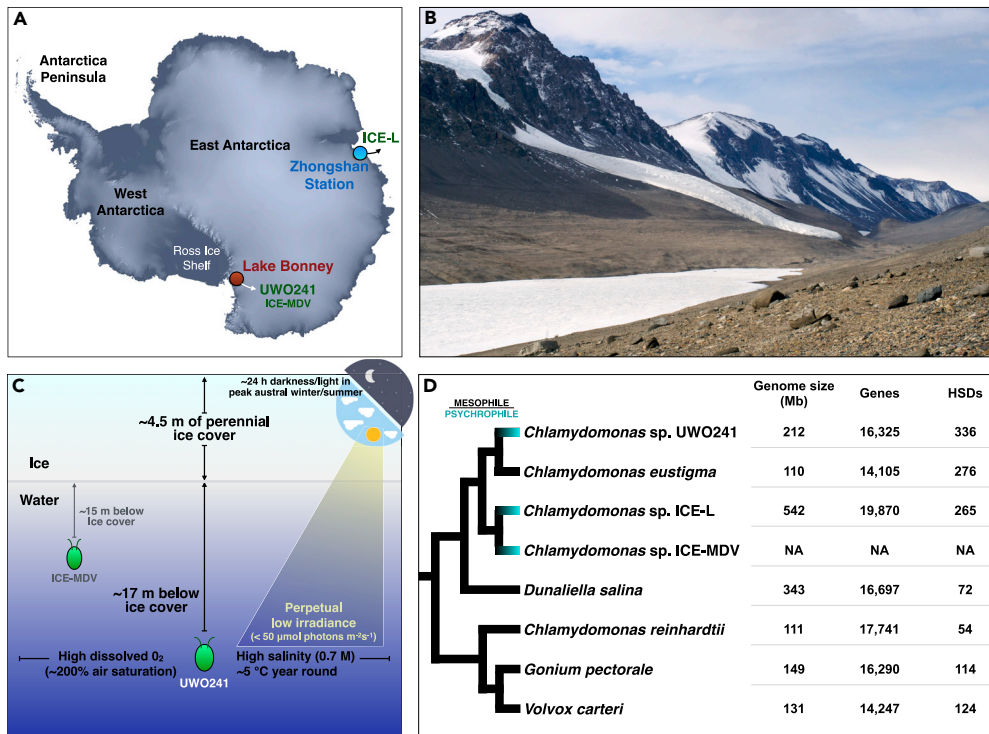 A
Antarctica
Peninsula
East Antarctica
ICE-L
Zhongshan
Station
West
Antarctica
Ross Ice
Shelf
Lake Bonney
UWO241
ICE-MDV
B
C
~24 h darkness/light in
peak austral winter/summer
~4.5 m of perennial
ice cover
Ice
Water
~15 m below
Ice cover
ICE-MDV
~17 m below
ice cover
Perpetual
low irradiance
(< 50 μmol photons m-²s-¹)
High dissolved 0₂
(~200% air saturation)
High salinity (0.7 M)
~5 °C year round
UWO241
D
MESOPHILE
PSYCHROPHILE
Genome size
(Mb)
Genes
HSDs
Chlamydomonas sp. UWO241 212 16,325 336
Chlamydomonas eustigma 110 14,105 276
Chlamydomonas sp. ICE-L 542 19,870 265
Chlamydomonas sp. ICE-MDV NA NA NA
Dunaliella salina 343 16,697 72
Chlamydomonas reinhardtii 111 17,741 54
Gonium pectorale 149 16,290 114
Volvox carteri 131 14,247 124